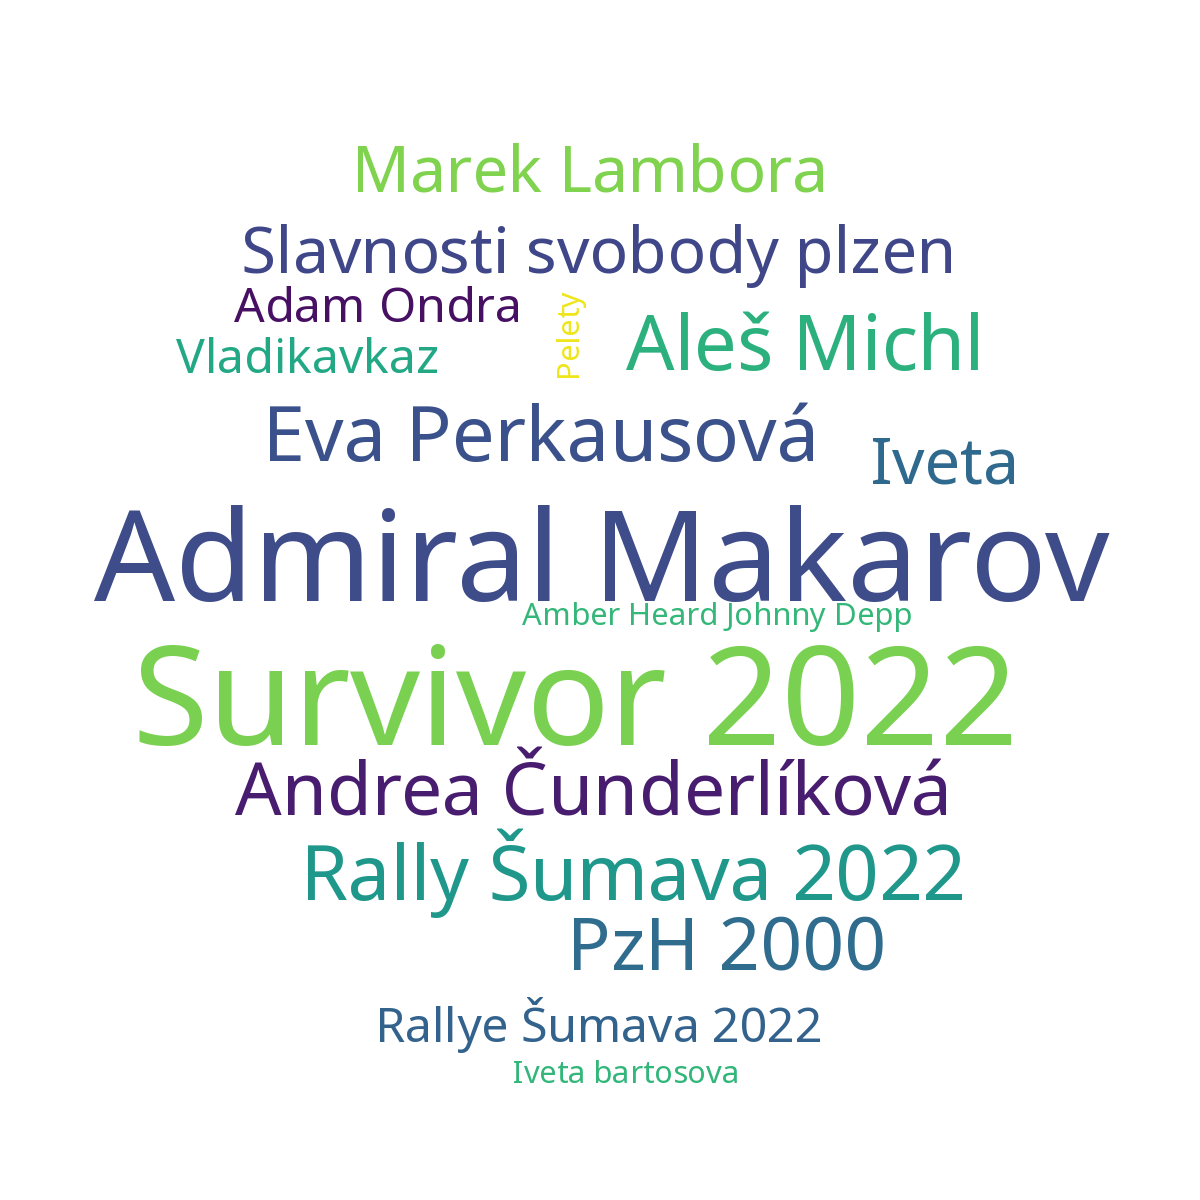 Marek Lambora
Slavnosti svobody plzen
Adam Ondra
Pelety
Aleš Michl
Vladikavkaz
Eva Perkausová
Iveta
Admiral Makarov
Amber Heard Johnny Depp
Survivor 2022
Andrea Čunderlíková
Rally Šumava 2022
PzH 2000
Rallye Šumava 2022
Iveta bartosova